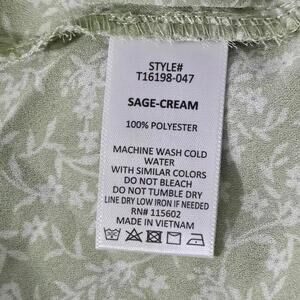 STYLE#
T16198-047
SAGE-CREAM
100% POLYESTER
MACHINE WASH COLD
WATER
WITH SIMILAR COLORS
DO NOT BLEACH
DO NOT TUMBLE DRY
LINE DRY LOW IRON IF NEEDED
RN# 115602
MADE IN VIETNAM